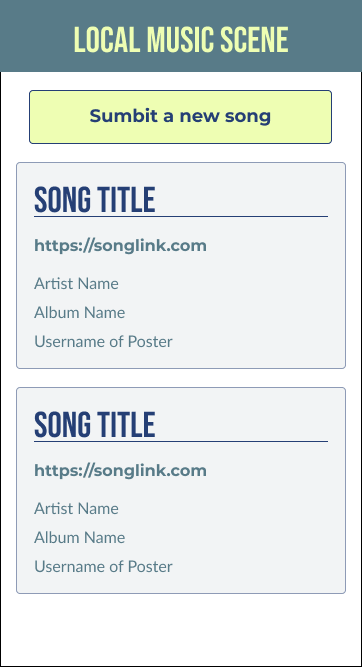 LOCAL MUSIC SCENE
Sumbit a new song
SONG TITLE
https://songlink.com
Artist Name
Album Name
Username of Poster
SONG TITLE
https://songlink.com
Artist Name
Album Name
Username of Poster